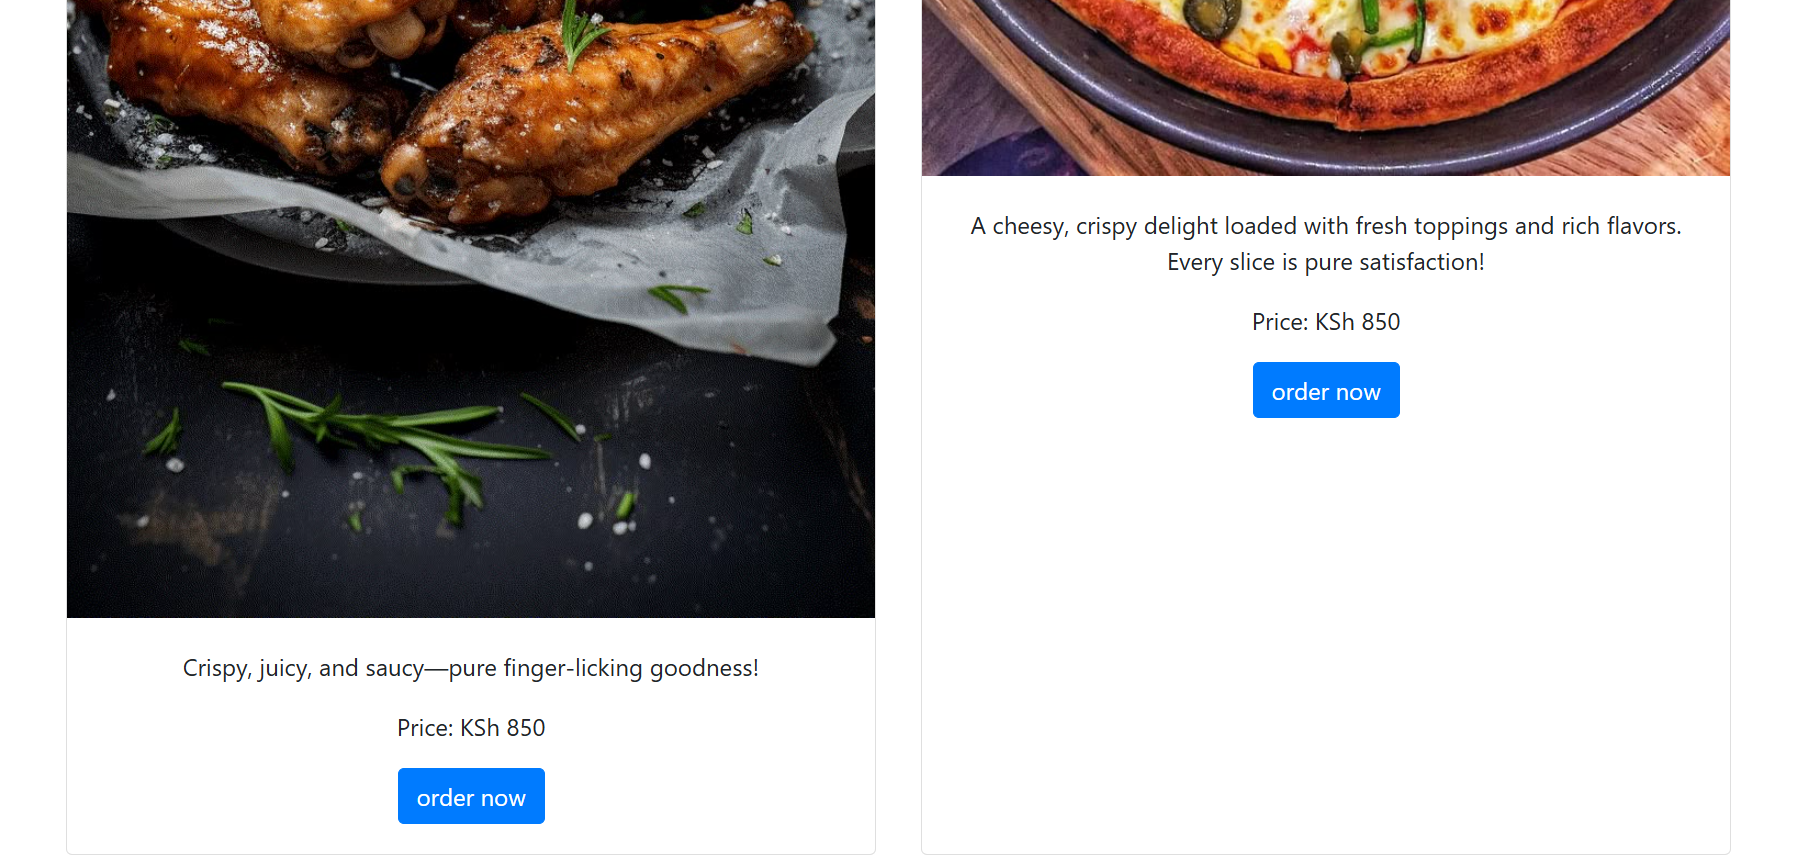 Crispy, juicy, and saucy—pure finger-licking goodness!
Price: KSh 850
order now
A cheesy, crispy delight loaded with fresh toppings and rich flavors.
Every slice is pure satisfaction!
Price: KSh 850
order now